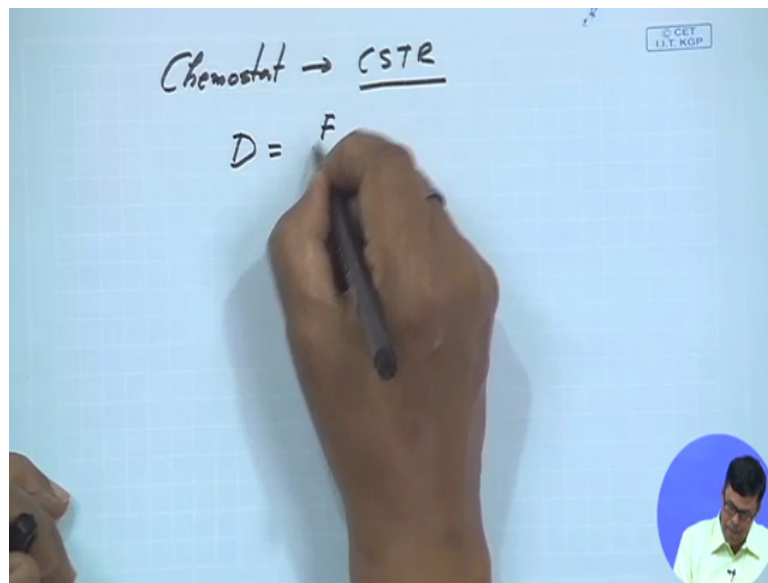 © CET
I.I.T. KGP
Chemostat → CSTR
D = F